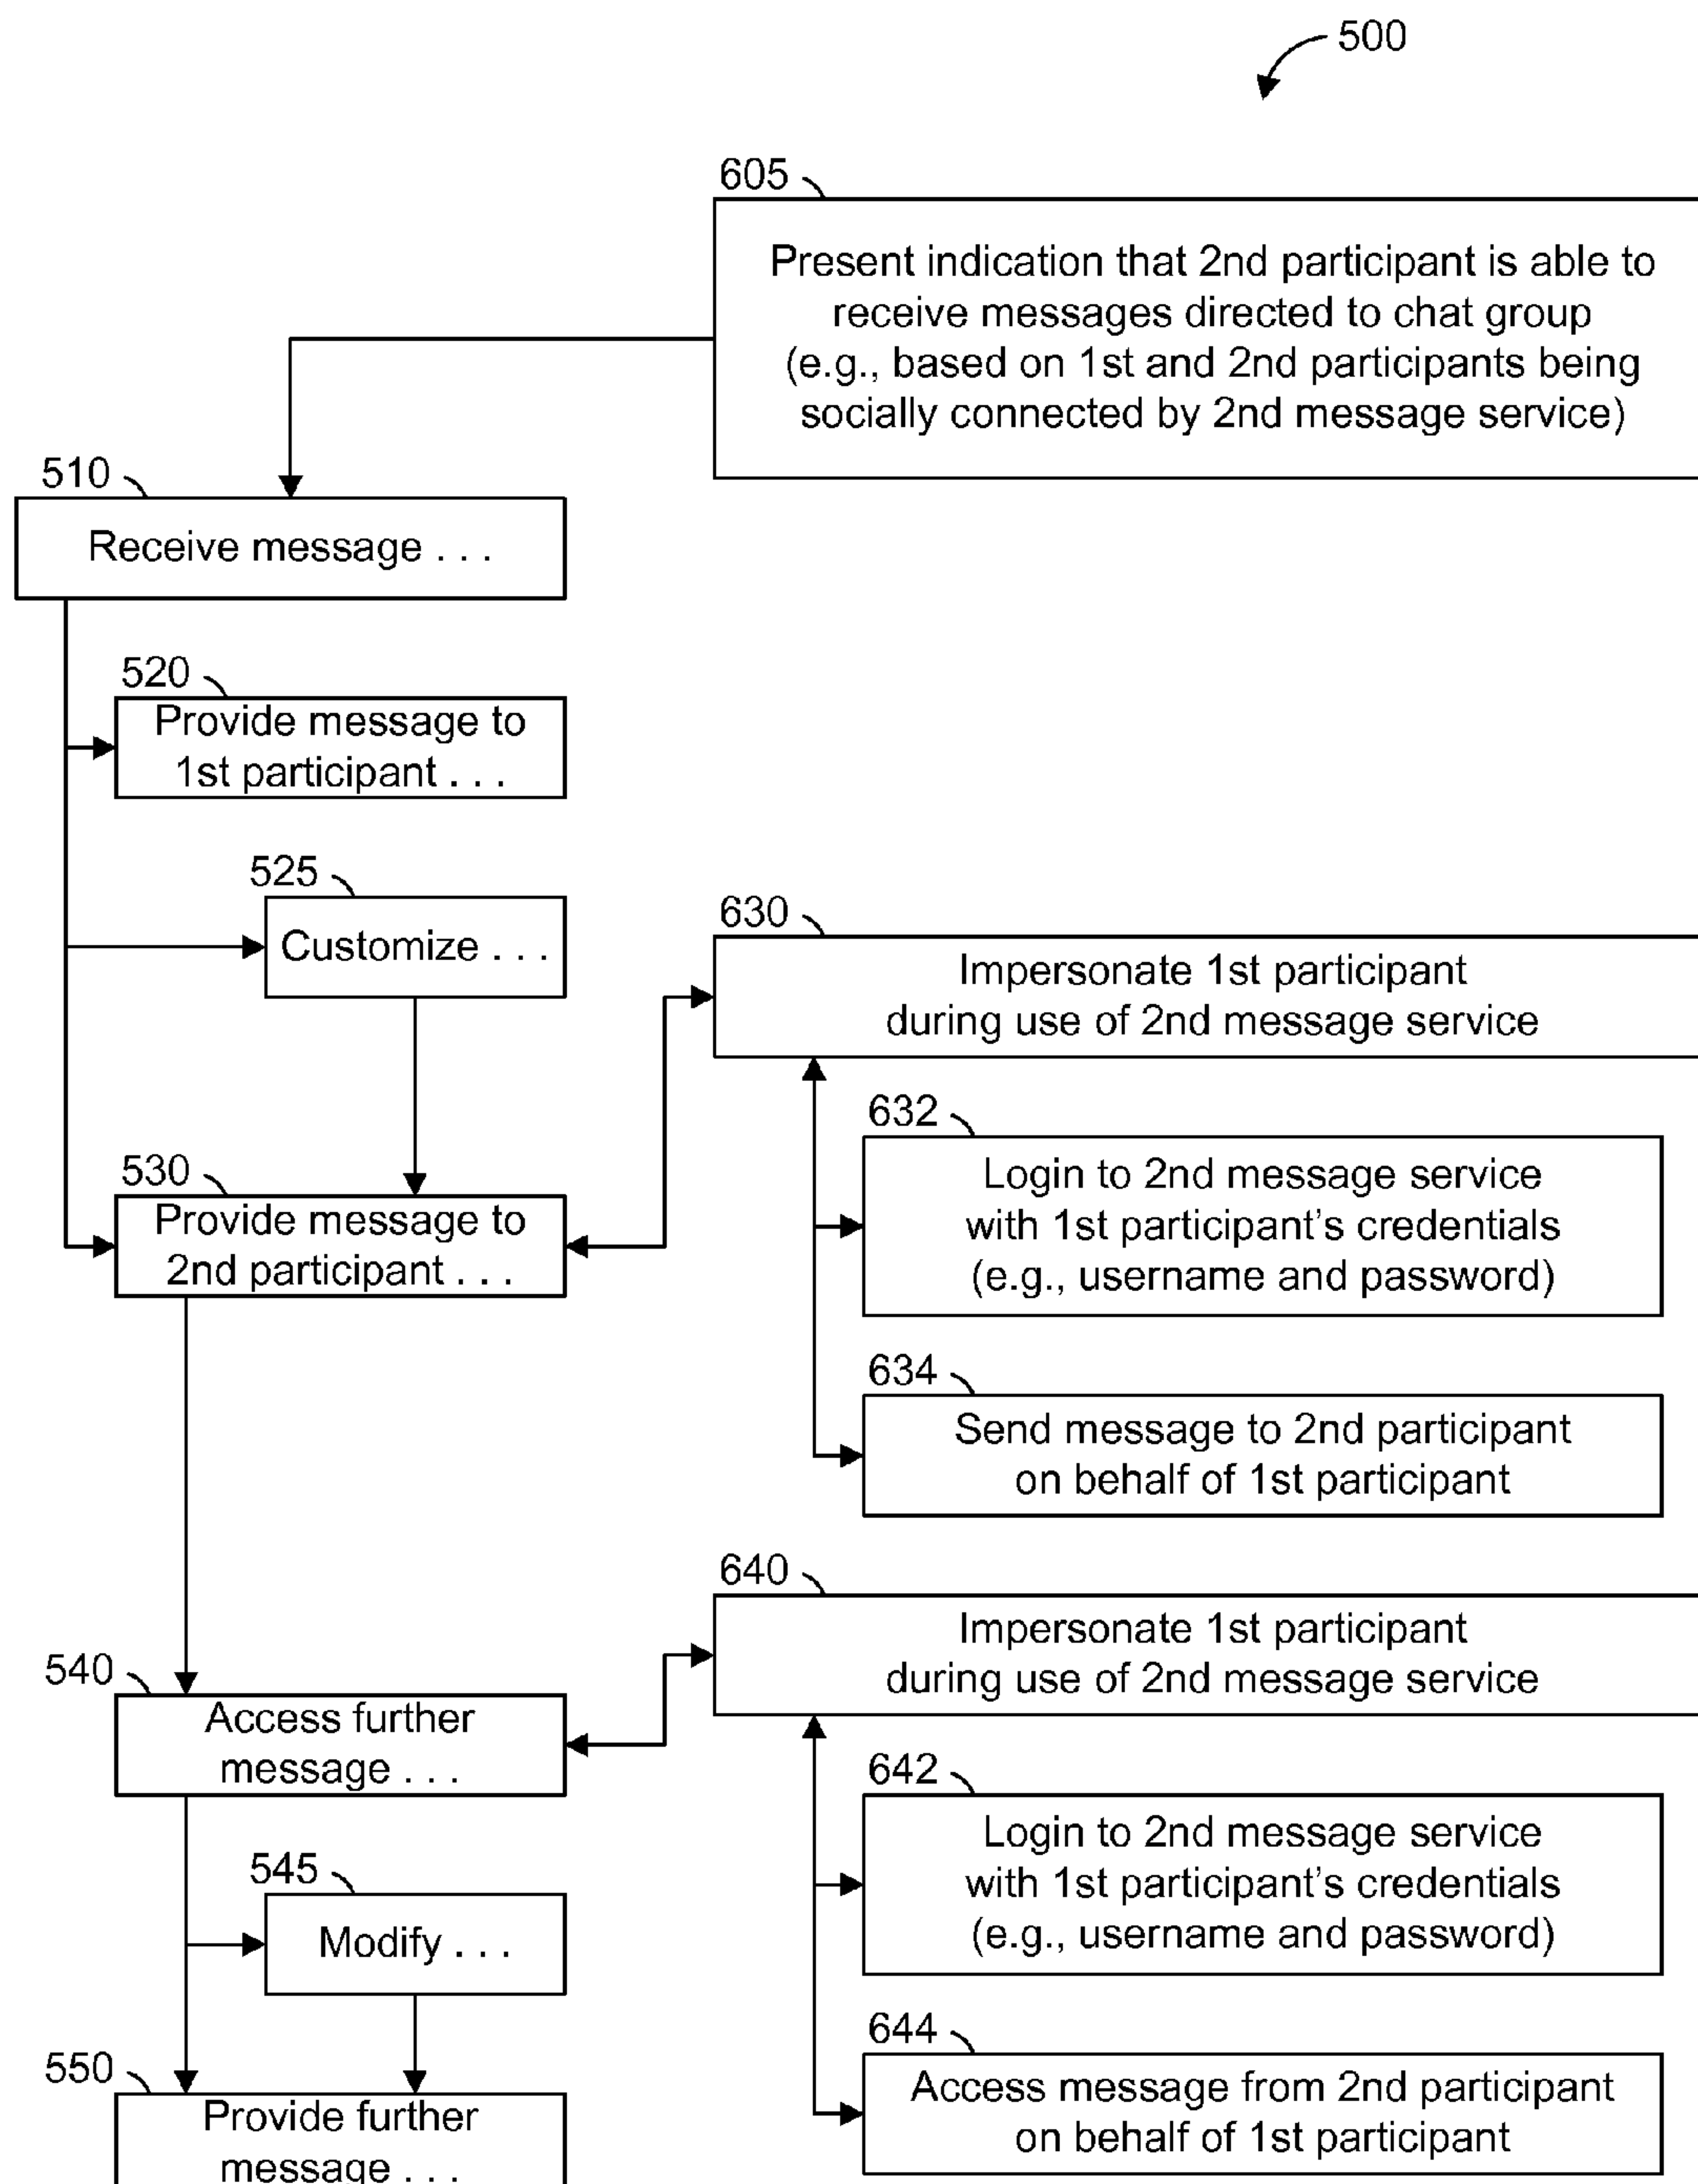 500
605
Present indication that 2nd participant is able to
receive messages directed to chat group
(e.g., based on 1st and 2nd participants being
socially connected by 2nd message service)
510
Receive message . . .
520
Provide message to
1st participant . . .
525
Customize . . .
630
Impersonate 1st participant
during use of 2nd message service
632
Login to 2nd message service
with 1st participant’s credentials
(e.g., username and password)
530
Provide message to
2nd participant . . .
634
Send message to 2nd participant
on behalf of 1st participant
640
Impersonate 1st participant
during use of 2nd message service
540
Access further
message . . .
642
Login to 2nd message service
with 1st participant’s credentials
(e.g., username and password)
545
Modify . . .
644
Access message from 2nd participant
on behalf of 1st participant
550
Provide further
message . . .